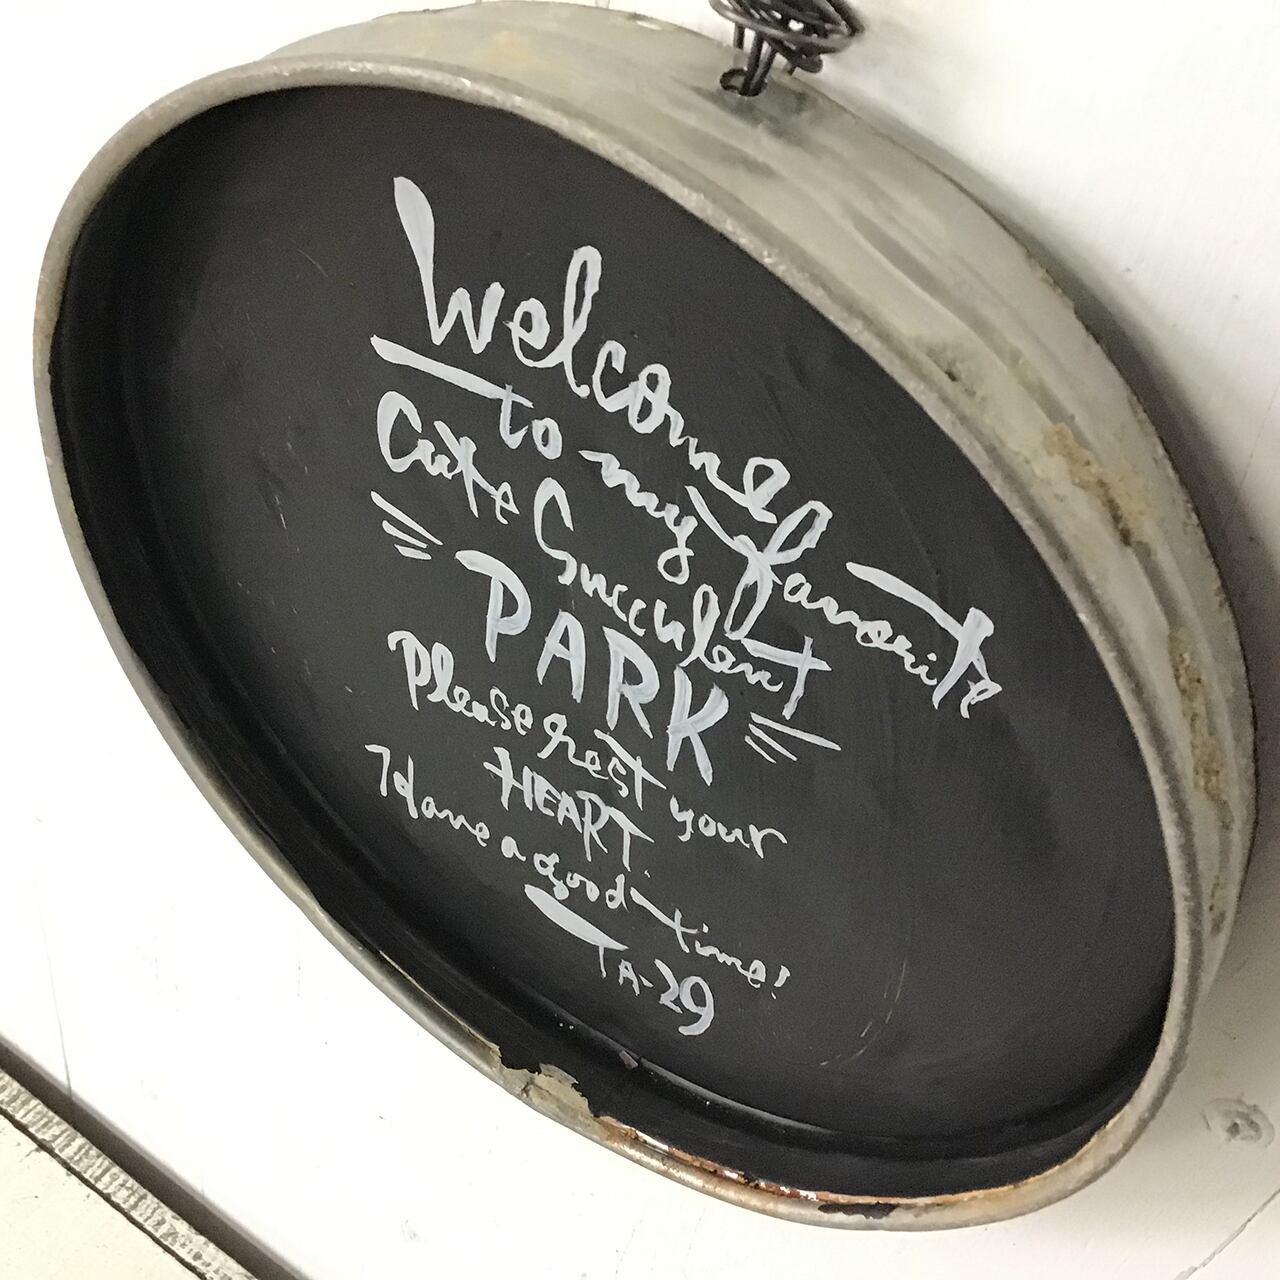 Welcome
to my favorite
Cute Succulent
PARK
Please rest your
HEART.
Have a good time!
TA-29